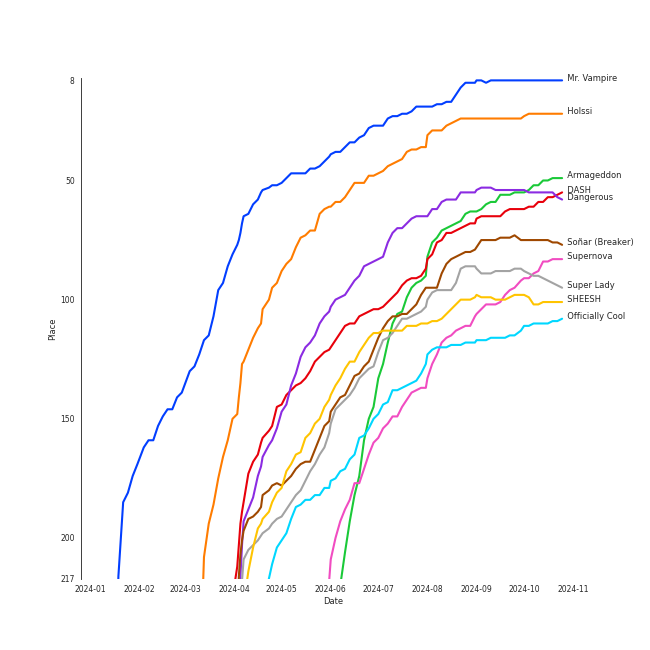 8
50
100
150
200
217
Place
2024-01
2024-02
2024-03
2024-04
2024-05
2024-06
2024-07
2024-08
2024-09
2024-10
2024-11
Date
Mr. Vampire
Holssi
Armageddon
DASH
Dangerous
Soñar (Breaker)
Supernova
Super Lady
SHEESH
Officially Cool